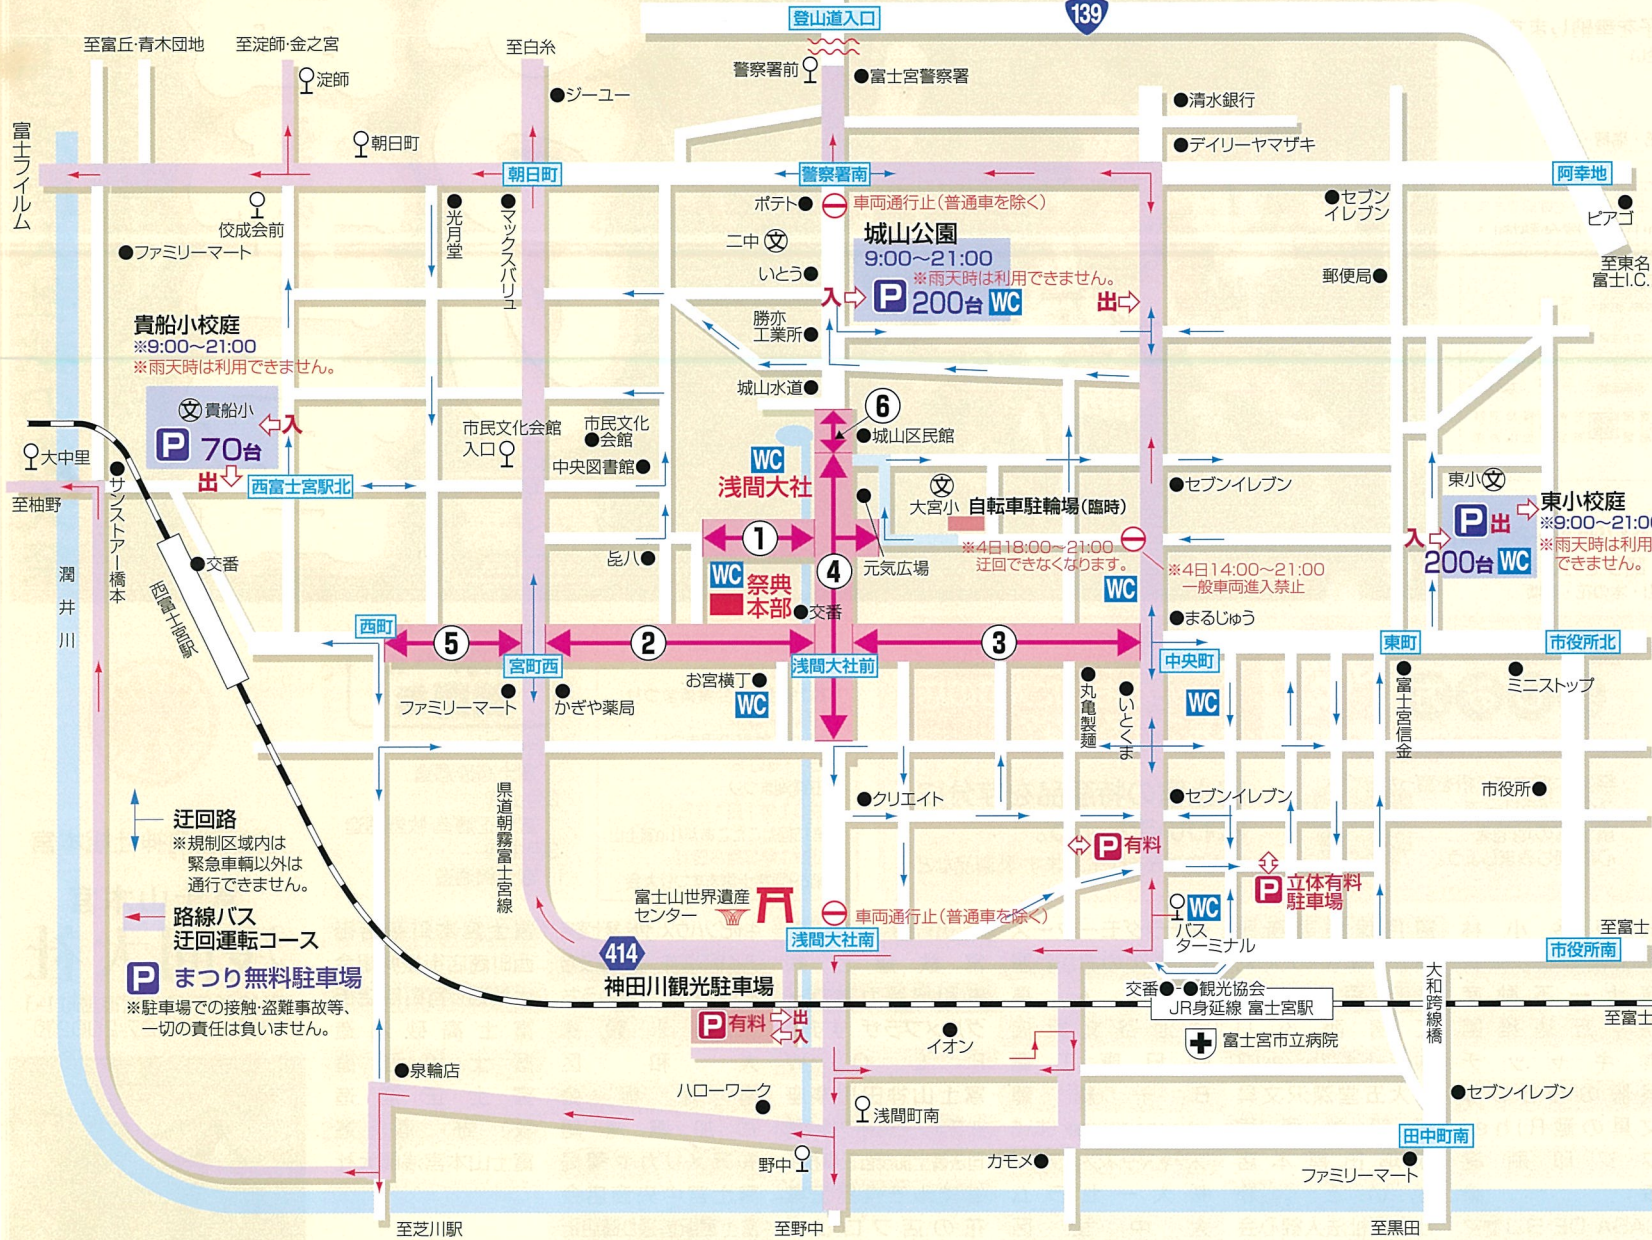 登山道入口
139
至富丘・青木団地
至淀師・金之宮
淀師
至白糸
ジーユー
警察署前
富士宮警察署
清水銀行
デイリーヤマザキ
富士フイルム
朝日町
朝日町
警察署南
阿幸地
佼成会前
光月堂
マックスバリュ
ポテト
車両通行止(普通車を除く)
セブン
イレブン
ピアゴ
ファミリーマート
二中
文
いとう
城山公園
9:00〜21:00
※雨天時は利用できません。
入
P 200台 WC
出
郵便局
至東名
富士I.C.
貴船小校庭
※9:00〜21:00
※雨天時は利用できません。
文 貴船小
P 70台
入
出
西富士宮駅北
勝亦
工業所
城山水道
6
城山区民館
大中里
至柚野
サンストアー橋本
市民文化会館
入口
市民文化
会館
中央図書館
WC
浅間大社
文
大宮小
自転車駐輪場(臨時)
セブンイレブン
東小 文
東小校庭
※9:00〜21:00
※雨天時は利用
できません。
入
P 出
200台 WC
1
4
元気広場
※4日18:00〜21:00
迂回できなくなります。
※4日14:00〜21:00
一般車両進入禁止
WC
昆八
WC 祭典
本部
交番
交番
潤井川
西富士宮駅
まるじゅう
西町
5
宮町西
2
浅間大社前
3
中央町
東町
市役所北
お宮横丁
WC
ファミリーマート
かぎや薬局
丸亀製麺
いとくま
WC
富士宮信金
ミニストップ
県道朝霧富士宮線
クリエイト
セブンイレブン
市役所
迂回路
※規制区域内は
緊急車輌以外は
通行できません。
路線バス
迂回運転コース
P まつり無料駐車場
※駐車場での接触・盗難事故等、
一切の責任は負いません。
P 有料
P 立体有料
駐車場
富士山世界遺産
センター
車両通行止(普通車を除く)
WC
バス
ターミナル
414
浅間大社南
至富士
市役所南
神田川観光駐車場
P 有料
出
入
交番
観光協会
JR身延線 富士宮駅
大和跨線橋
至富士
イオン
富士宮市立病院
泉輪店
ハローワーク
浅間町南
セブンイレブン
田中町南
野中
カモメ
ファミリーマート
至芝川駅
至野中
至黒田